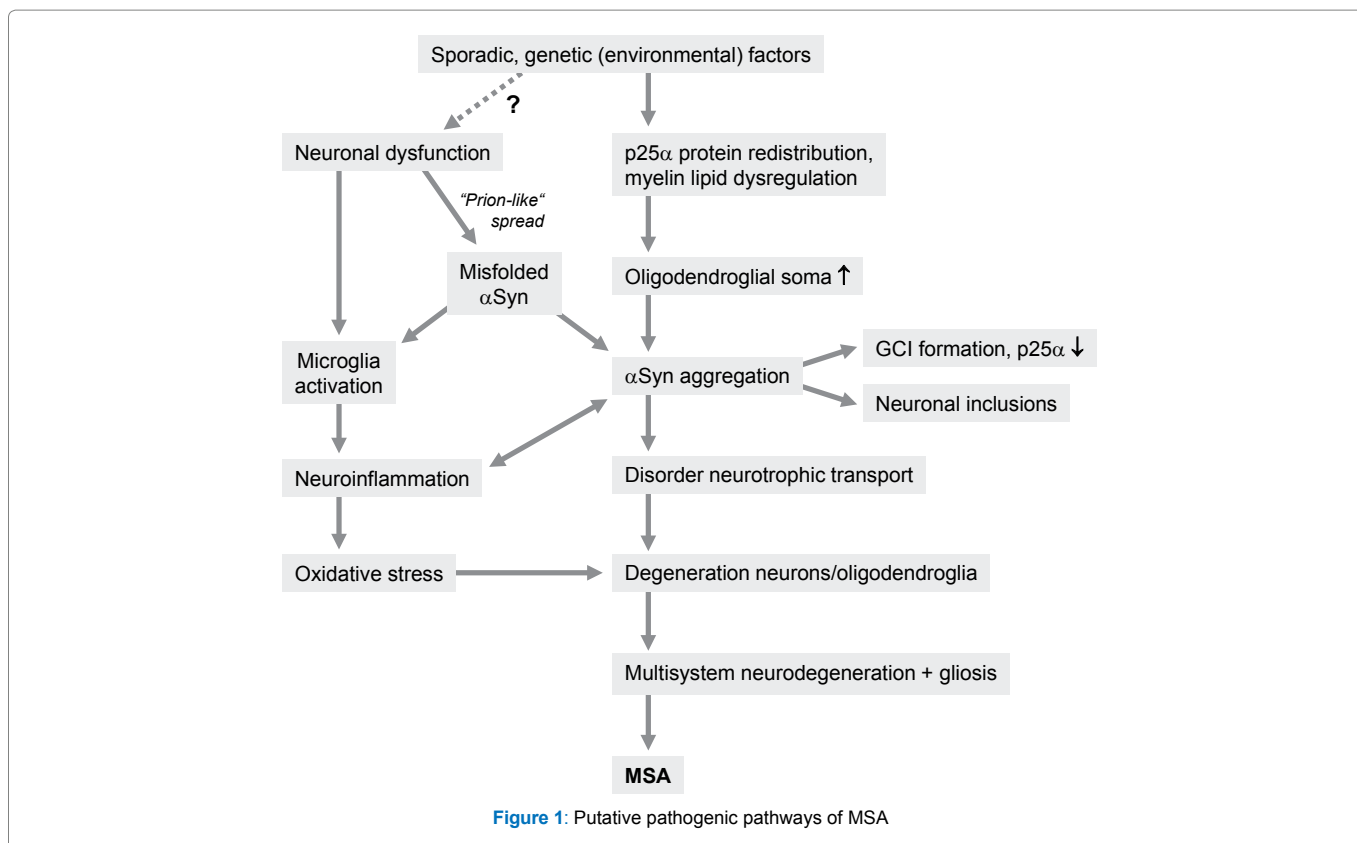 Sporadic, genetic (environmental) factors
?
Neuronal dysfunction
p25α protein redistribution,
myelin lipid dysregulation
"Prion-like"
spread
Misfolded
αSyn
Oligodendroglial soma ↑
Microglia
activation
αSyn aggregation
GCI formation, p25α ↓
Neuronal inclusions
Neuroinflammation
Disorder neurotrophic transport
Oxidative stress
Degeneration neurons/oligodendroglia
Multisystem neurodegeneration + gliosis
MSA
Figure 1: Putative pathogenic pathways of MSA